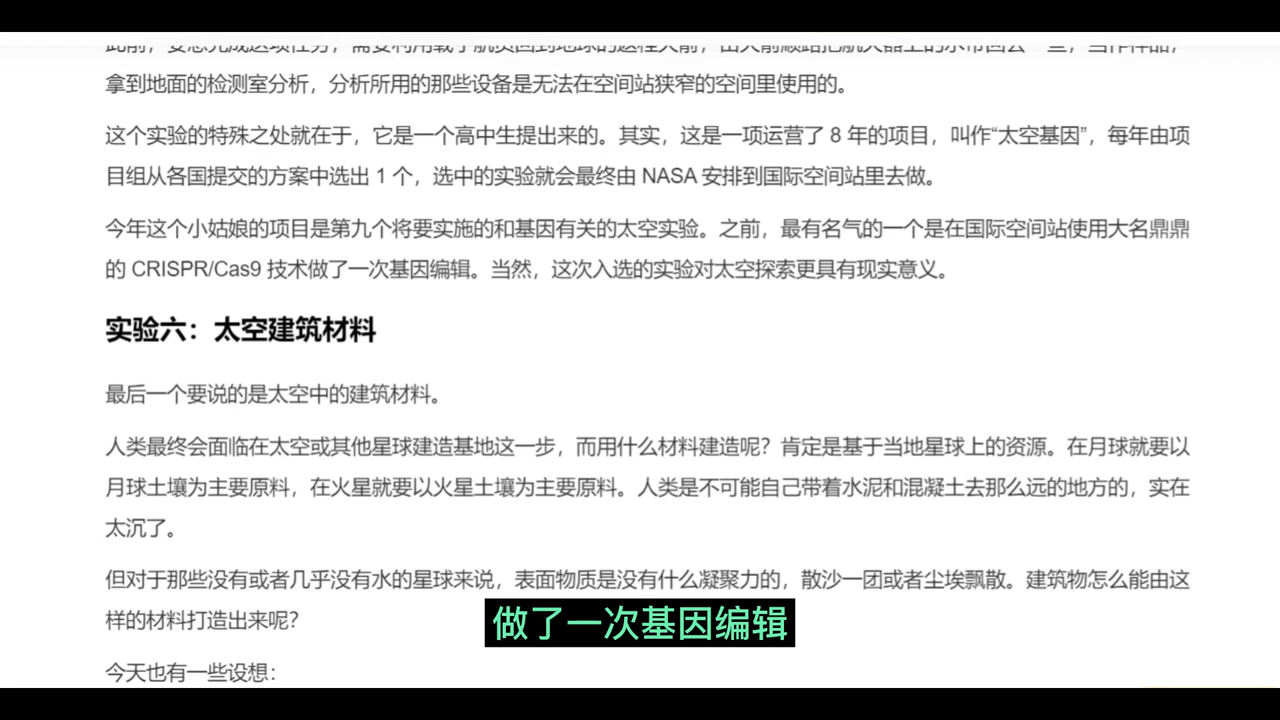 拿到地面的检测室分析，分析所用的那些设备是无法在空间站狭窄的空间里使用的。
这个实验的特殊之处就在于，它是一个高中生提出来的。其实，这是一项运营了 8 年的项目，叫作“太空基因”，每年由项
目组从各国提交的方案中选出 1 个，选中的实验就会最终由 NASA 安排到国际空间站里去做。
今年这个小姑娘的项目是第九个将要实施的和基因有关的太空实验。之前，最有名气的一个是在国际空间站使用大名鼎鼎
的 CRISPR/Cas9 技术做了一次基因编辑。当然，这次入选的实验对太空探索更具有现实意义。
实验六：太空建筑材料
最后一个要说的是太空中的建筑材料。
人类最终会面临在太空或其他星球建造基地这一步，而用什么材料建造呢？肯定是基于当地星球上的资源。在月球就要以
月球土壤为主要原料，在火星就要以火星土壤为主要原料。人类是不可能自己带着水泥和混凝土去那么远的地方的，实在
太沉了。
但对于那些没有或者几乎没有水的星球来说，表面物质是没有什么凝聚力的，散沙一团或者尘埃飘散。建筑物怎么能由这
样的材料打造出来呢？
做了一次基因编辑
今天也有一些设想：